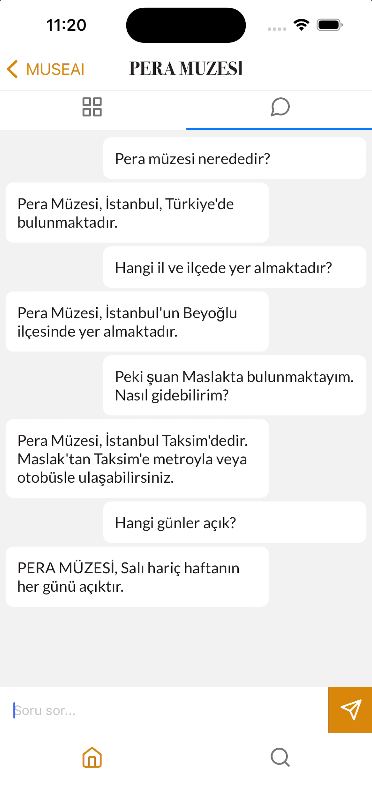 11:20
MUSEAI
PERA MUZESI
Pera müzesi nerededir?
Pera Müzesi, İstanbul, Türkiye'de
bulunmaktadır.
Hangi il ve ilçede yer almaktadır?
Pera Müzesi, İstanbul'un Beyoğlu
ilçesinde yer almaktadır.
Peki şuan Maslakta bulunmaktayım.
Nasıl gidebilirim?
Pera Müzesi, İstanbul Taksim'dedir.
Maslak'tan Taksim'e metroyla veya
otobüsle ulaşabilirsiniz.
Hangi günler açık?
PERA MÜZESİ, Salı hariç haftanın
her günü açıktır.
Soru sor...